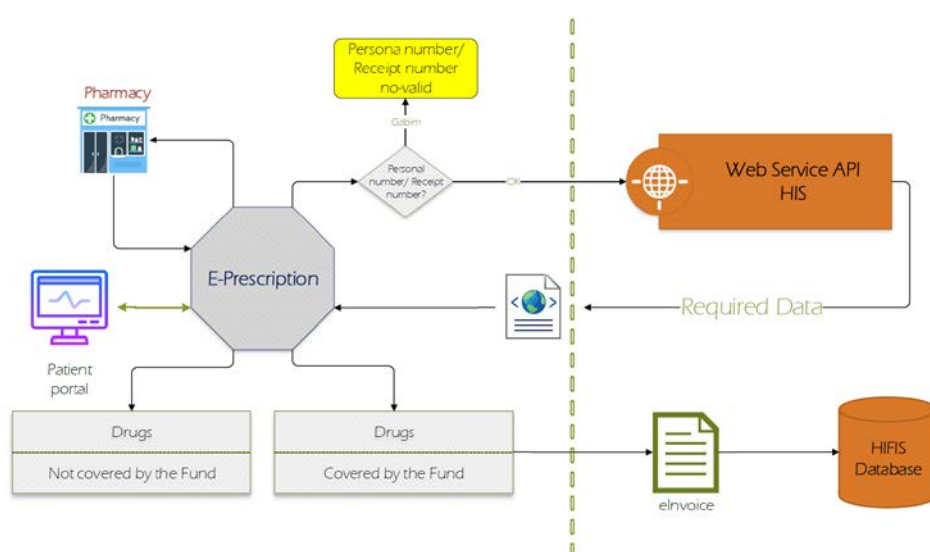 Persona number/
Receipt number
no-valid
Pharmacy
Pharmacy
Gabim
Personal
number/ Receipt
number?
OK
Web Service API
HIS
E-Prescription
Required Data
Patient
portal
Drugs
Not covered by the Fund
Drugs
Covered by the Fund
eInvoice
HIFIS
Database